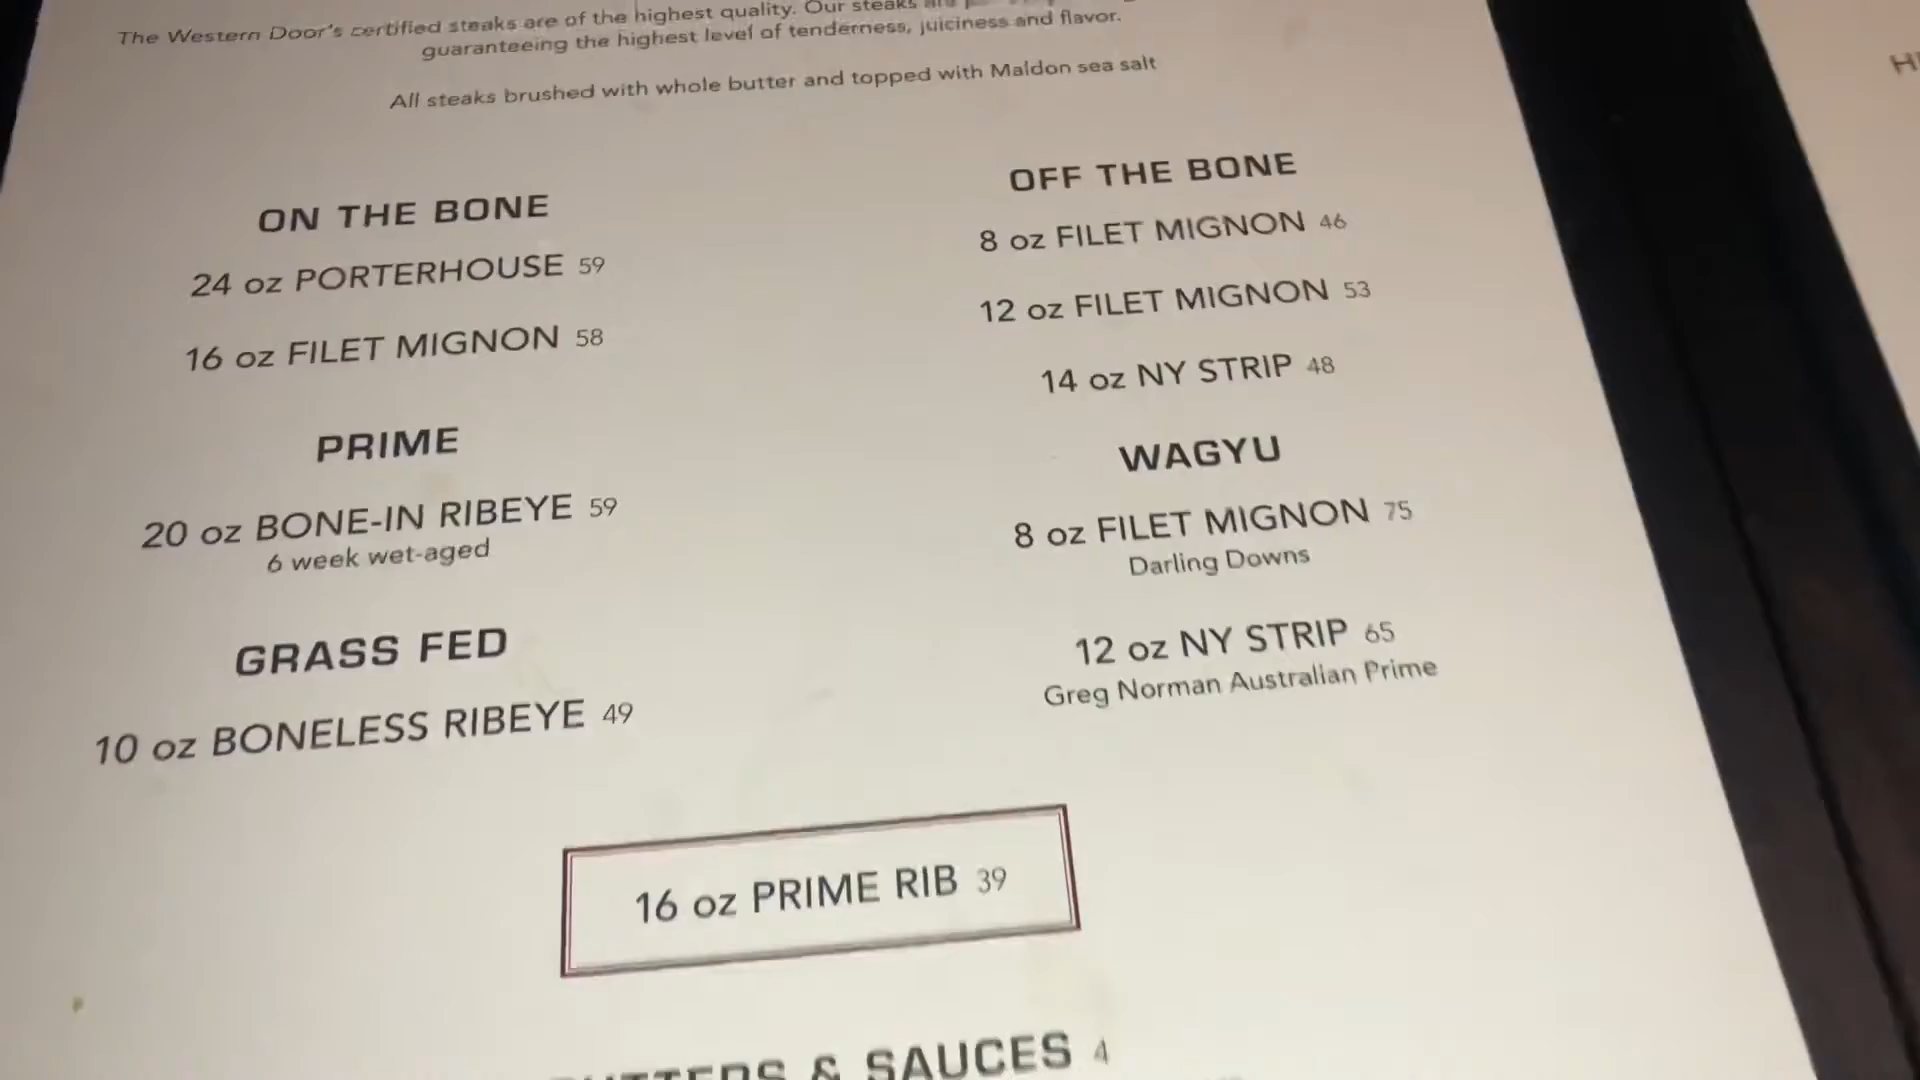 The Western Door's certified steaks are of the highest quality. Our steaks are
guaranteeing the highest level of tenderness, juiciness and flavor.
All steaks brushed with whole butter and topped with Maldon sea salt
ON THE BONE
24 oz PORTERHOUSE 59
16 oz FILET MIGNON 58
PRIME
20 oz BONE-IN RIBEYE 59
6 week wet-aged
GRASS FED
10 oz BONELESS RIBEYE 49
OFF THE BONE
8 oz FILET MIGNON 46
12 oz FILET MIGNON 53
14 oz NY STRIP 48
WAGYU
8 oz FILET MIGNON 75
Darling Downs
12 oz NY STRIP 65
Greg Norman Australian Prime
16 oz PRIME RIB 39
& SAUCES 4